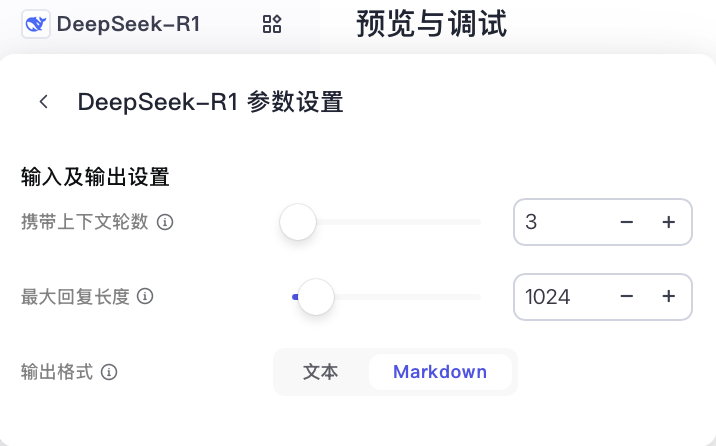 DeepSeek-R1
预览与调试
DeepSeek-R1 参数设置
输入及输出设置
携带上下文轮数 3
最大回复长度 1024
输出格式 文本 Markdown